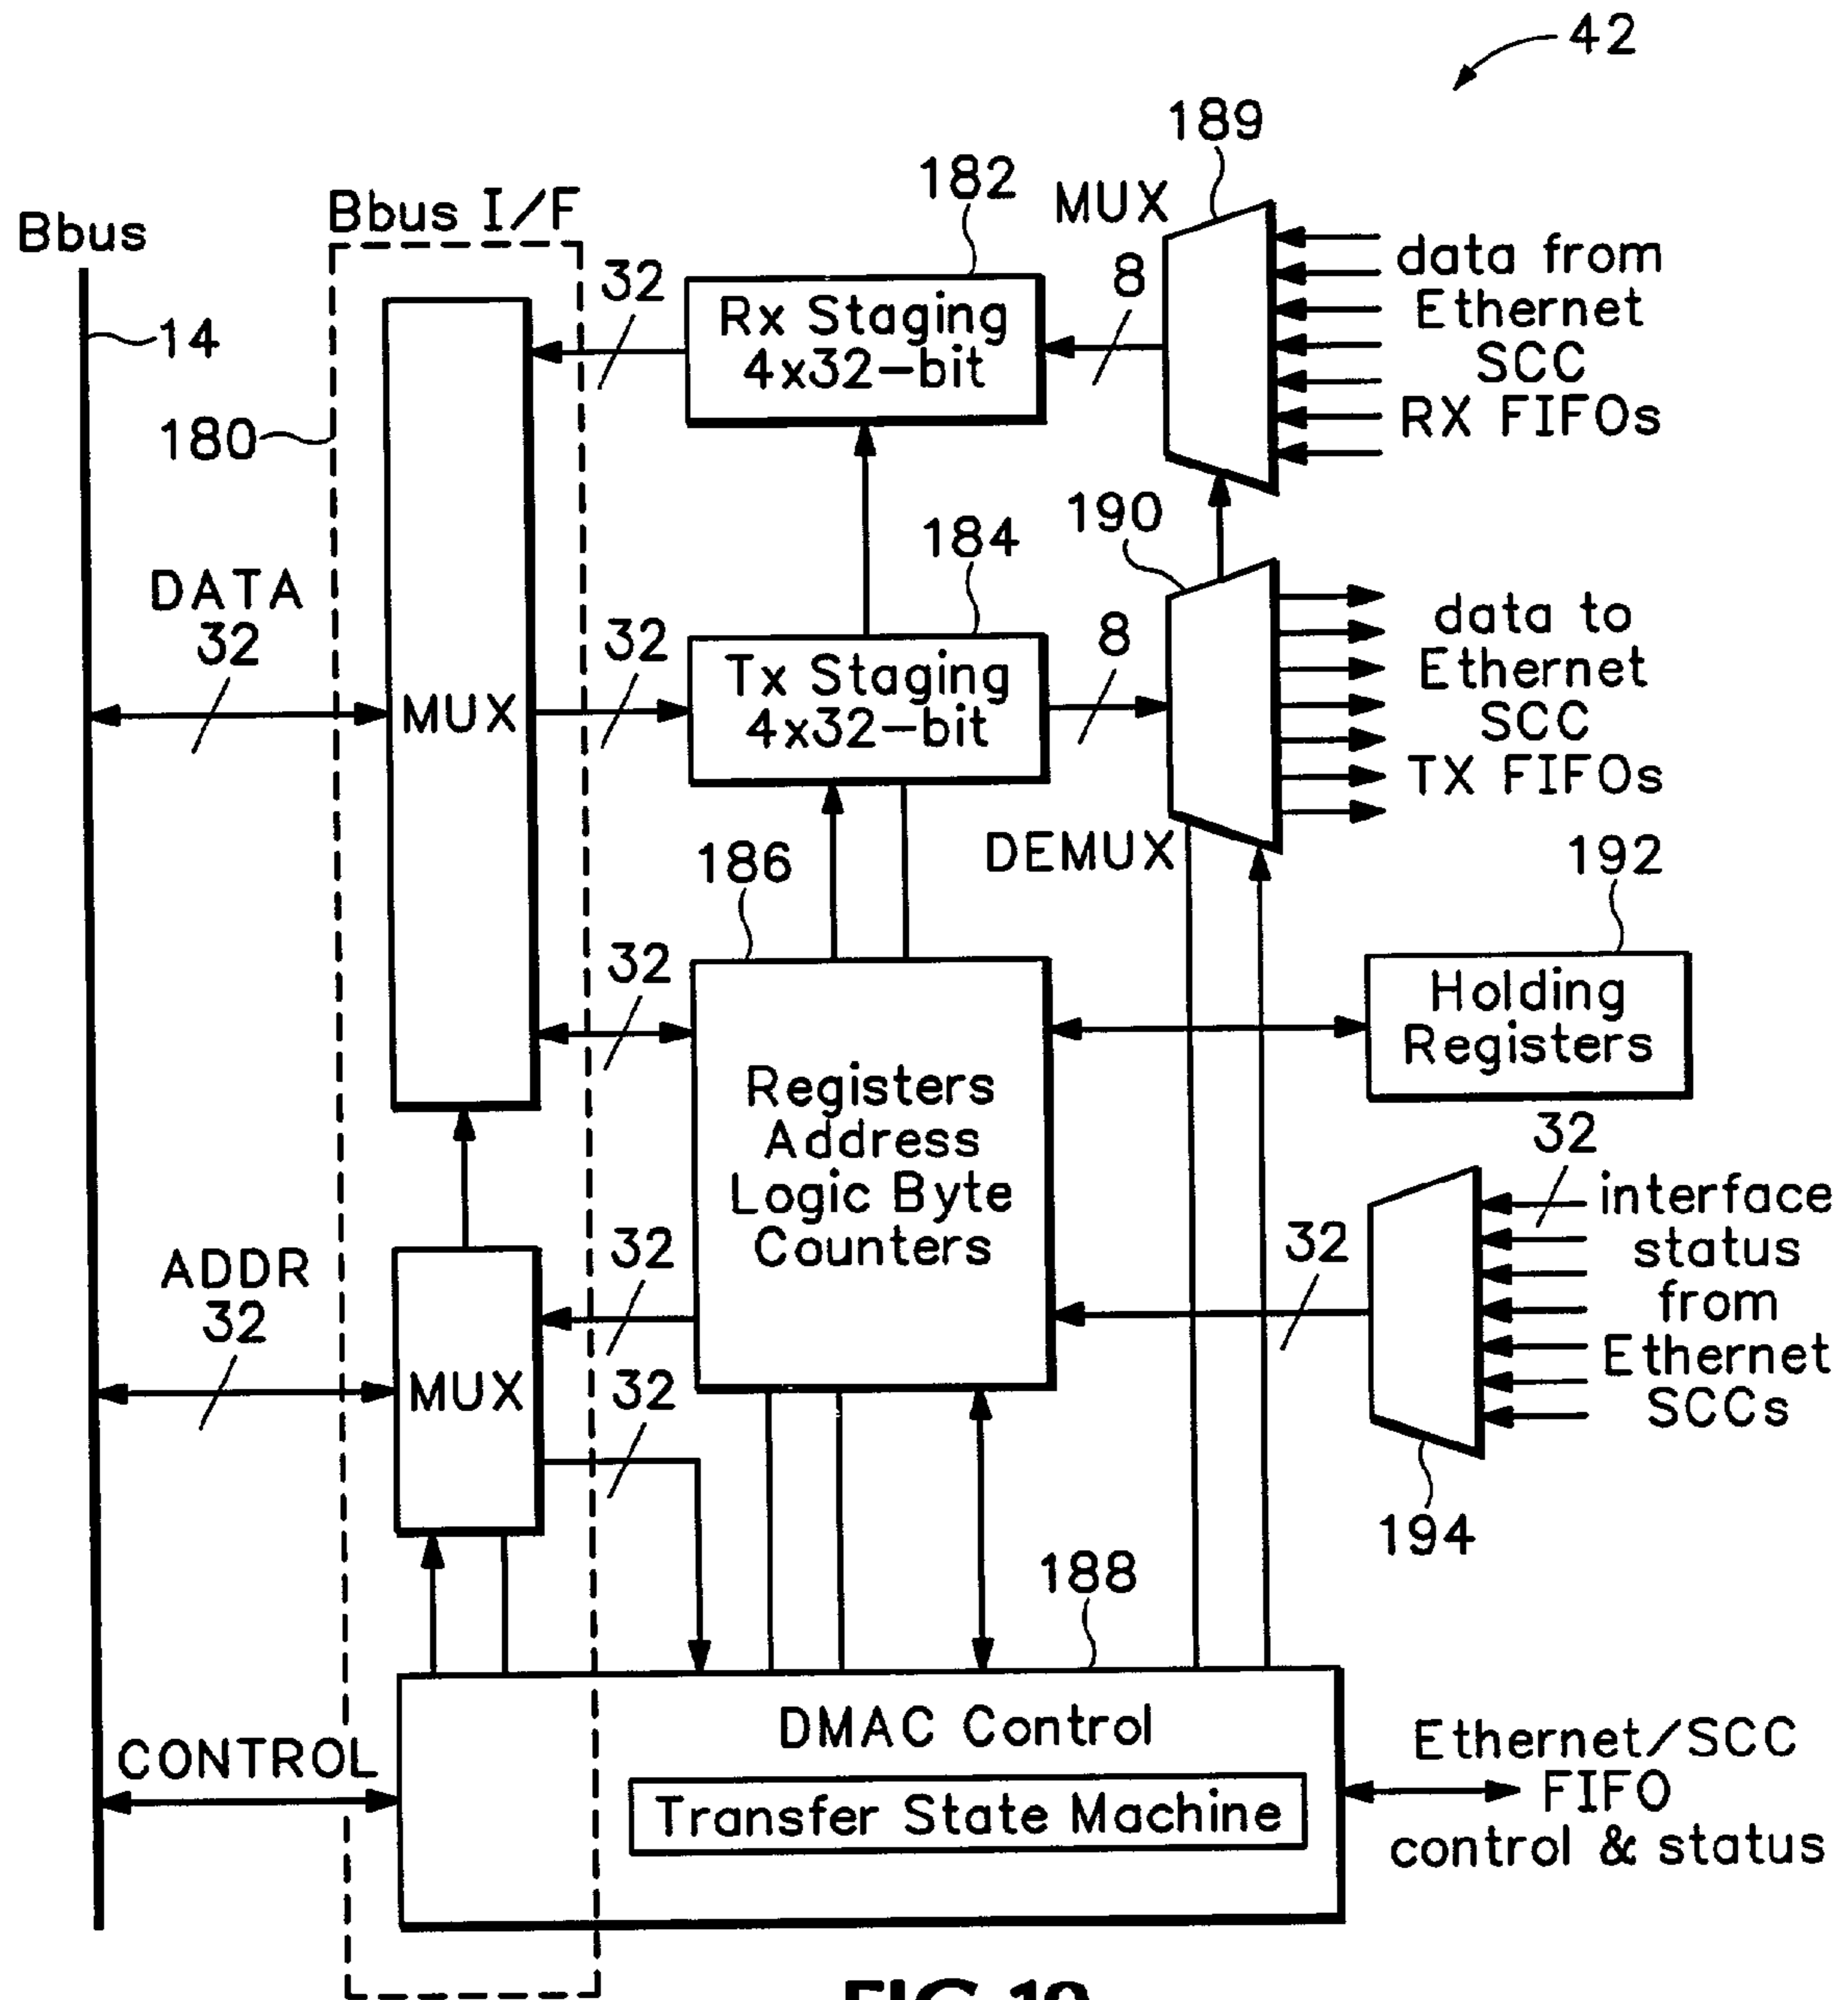 42
189
182
MUX
Bbus I/F
Bbus
32
8
data from
Ethernet
SCC
RX FIFOs
Rx Staging
4x32-bit
14
180
190
184
DATA
32
32
8
data to
Ethernet
SCC
TX FIFOs
Tx Staging
4x32-bit
MUX
DEMUX
186
192
32
Holding
Registers
Registers
Address
Logic Byte
Counters
32
interface
status
from
Ethernet
SCCs
32
32
ADDR
32
MUX
32
194
188
DMAC Control
Transfer State Machine
CONTROL
Ethernet/SCC
FIFO
control & status